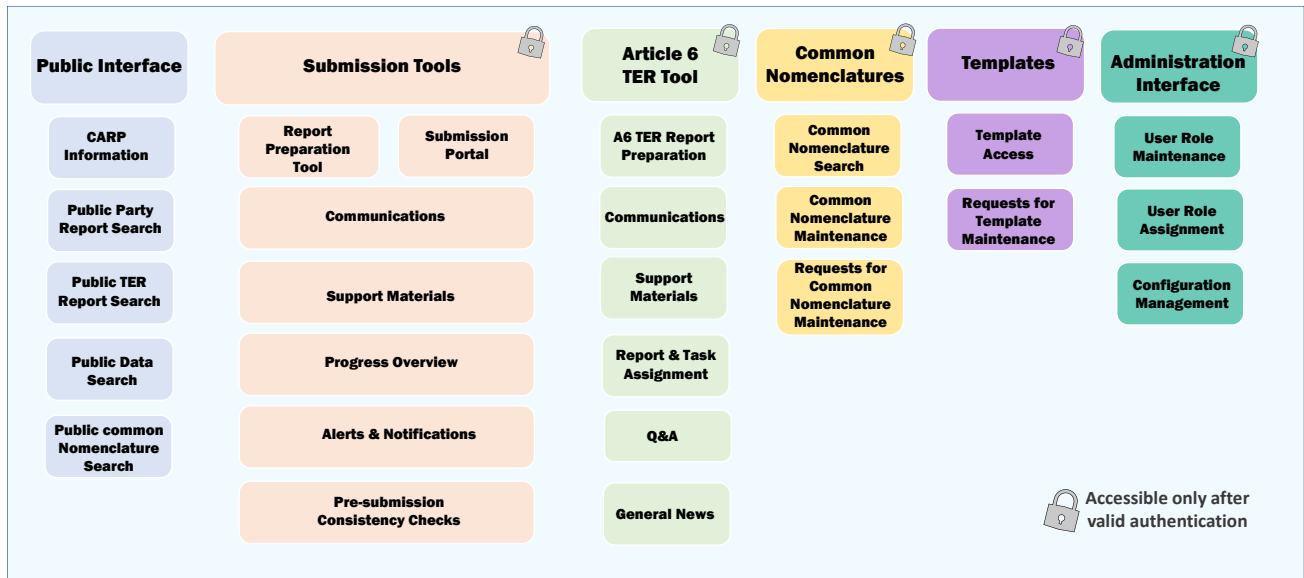 Public Interface
Submission Tools
Article 6
TER Tool
Common
Nomenclatures
Templates
Administration
Interface
CARP
Information
Public Party
Report Search
Public TER
Report Search
Public Data
Search
Public common
Nomenclature
Search
Report
Preparation
Tool
Submission
Portal
Communications
Support Materials
Progress Overview
Alerts & Notifications
Pre-submission
Consistency Checks
A6 TER Report
Preparation
Communications
Support
Materials
Report & Task
Assignment
Q&A
General News
Common
Nomenclature
Search
Common
Nomenclature
Maintenance
Requests for
Common
Nomenclature
Maintenance
Template
Access
Requests for
Template
Maintenance
User Role
Maintenance
User Role
Assignment
Configuration
Management
Accessible only after
valid authentication